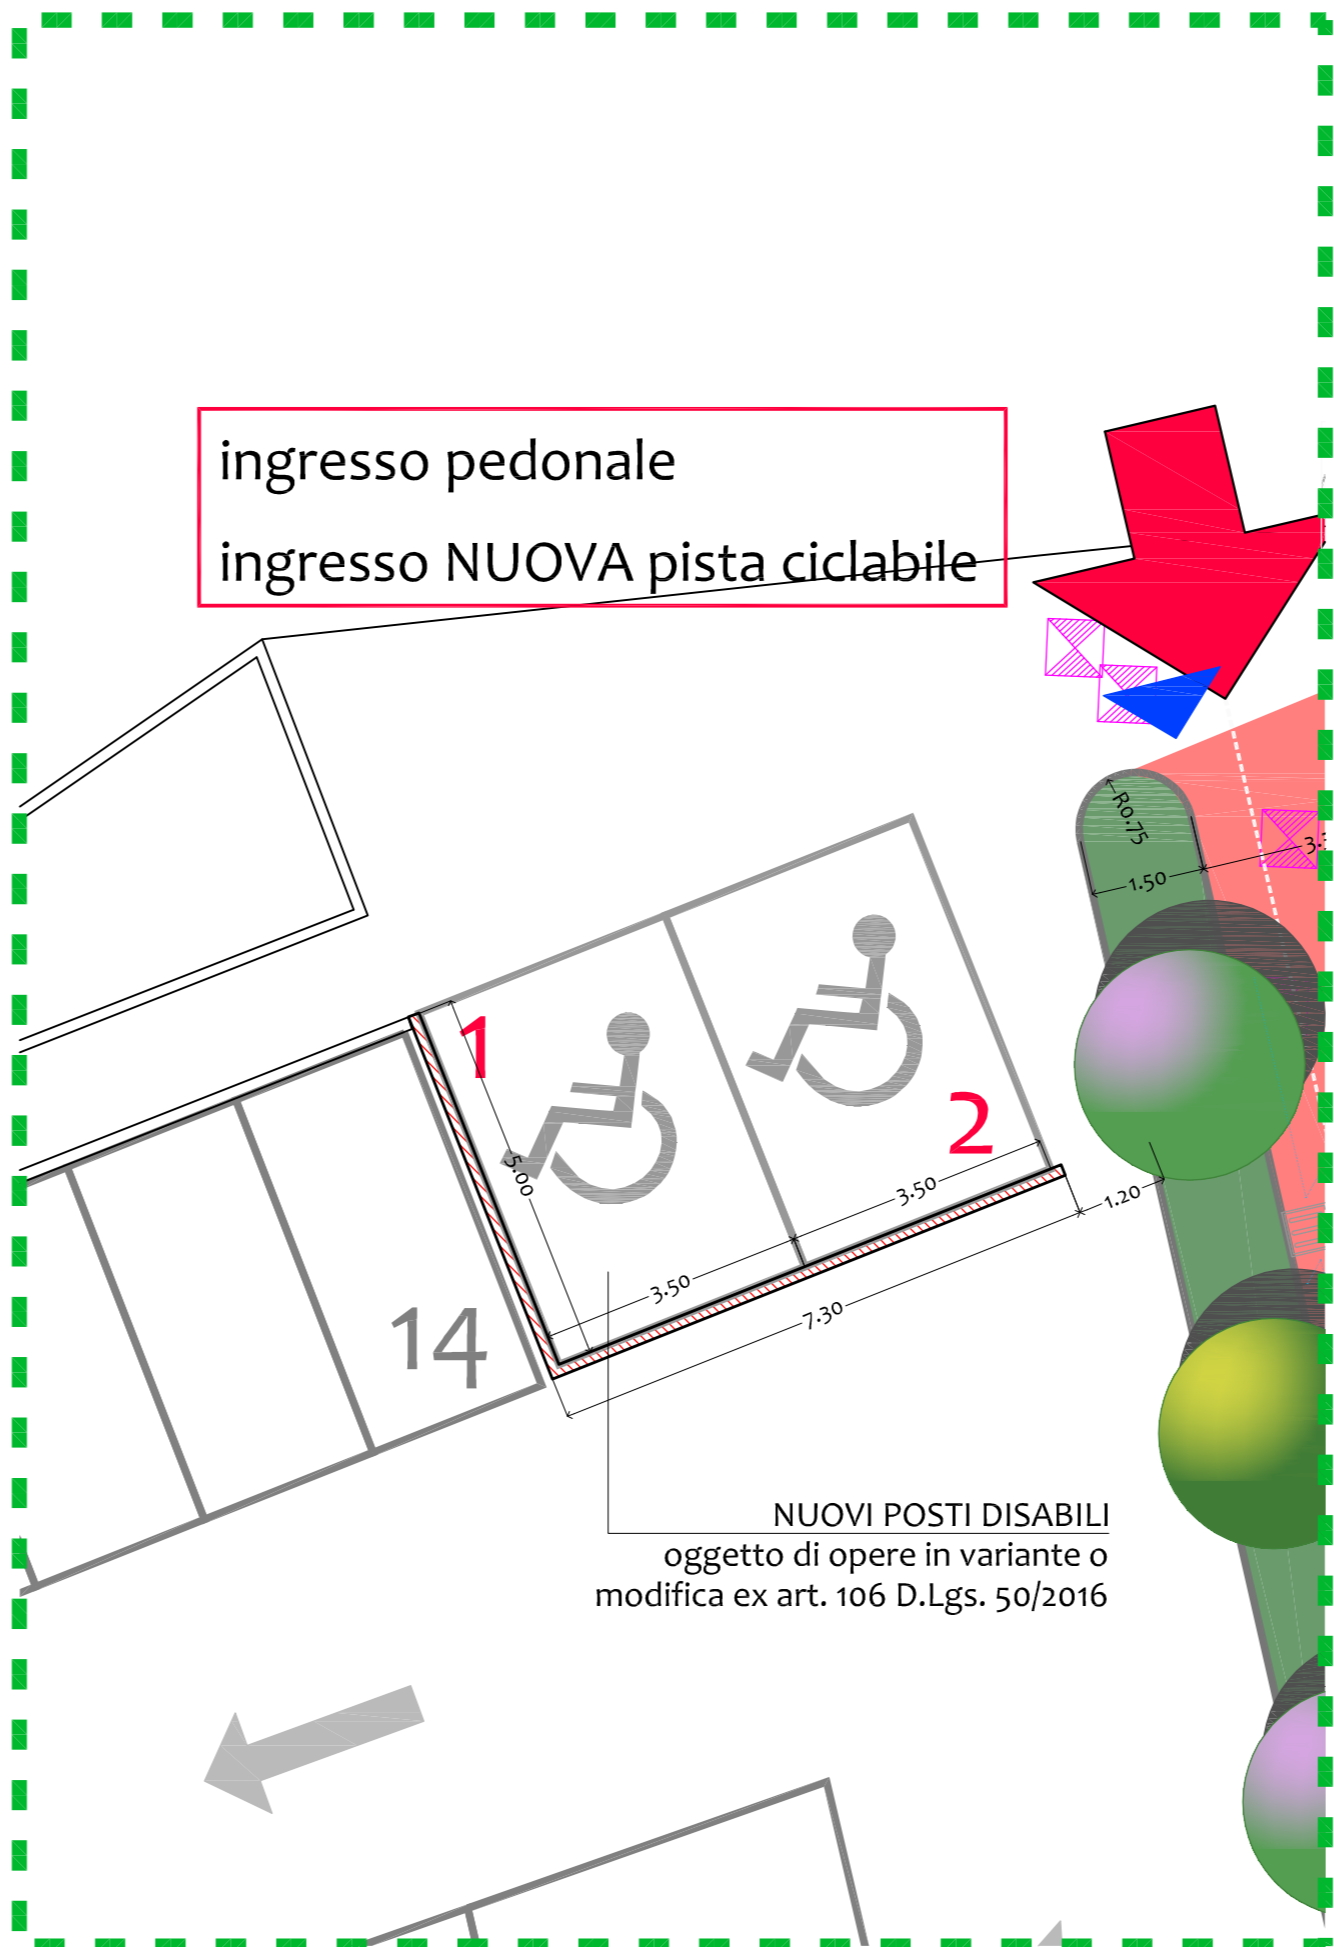 ingresso pedonale
ingresso NUOVA pista ciclabile
R0.75
1.50
1
2
5.00
3.50
3.50
1.20
7.30
14
NUOVI POSTI DISABILI
oggetto di opere in variante o
modifica ex art. 106 D.Lgs. 50/2016